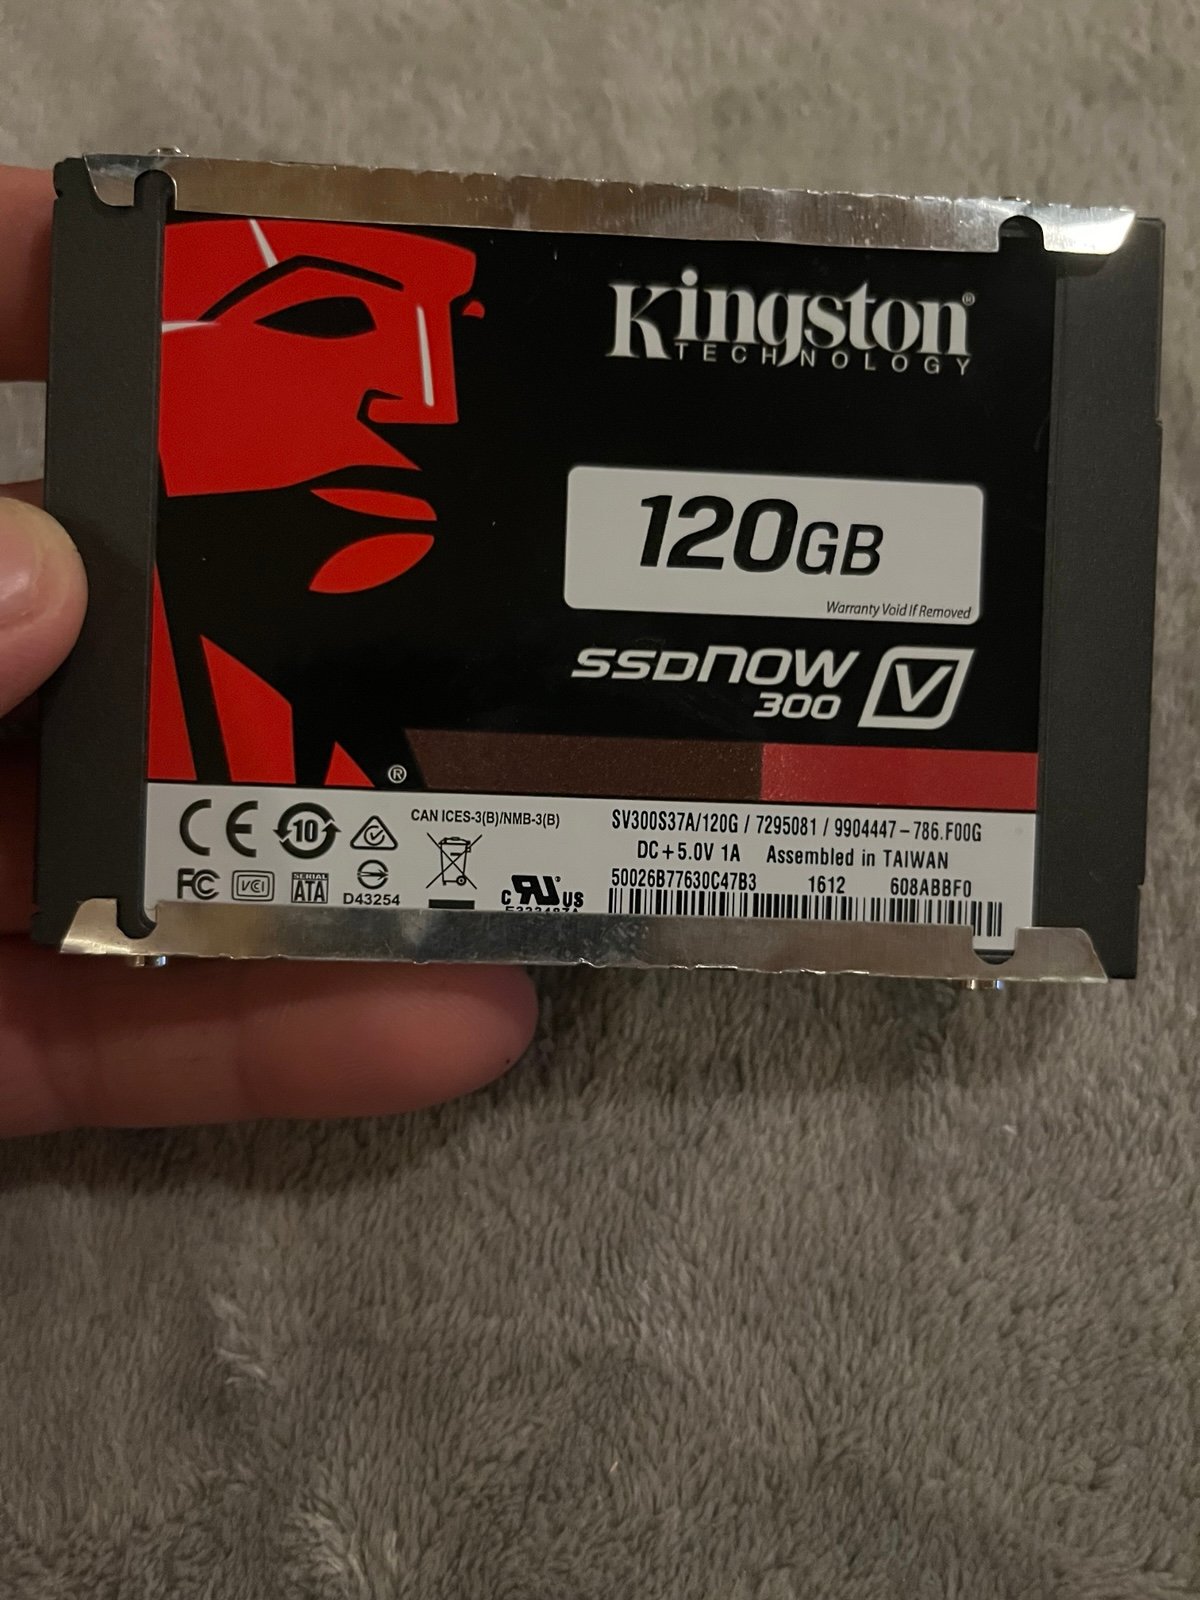 Kingston®
TECHNOLOGY
120GB
Warranty Void If Removed
SSDNOW
300 V
®
CE 10 CAN ICES-3(B)/NMB-3(B)
FC VCI SERIAL ATA D43254 c RU® US
SV300S37A/120G / 7295081 / 9904447-786.F00G
DC+5.0V 1A Assembled in TAIWAN
50026B77630C47B3 1612 608ABBF0